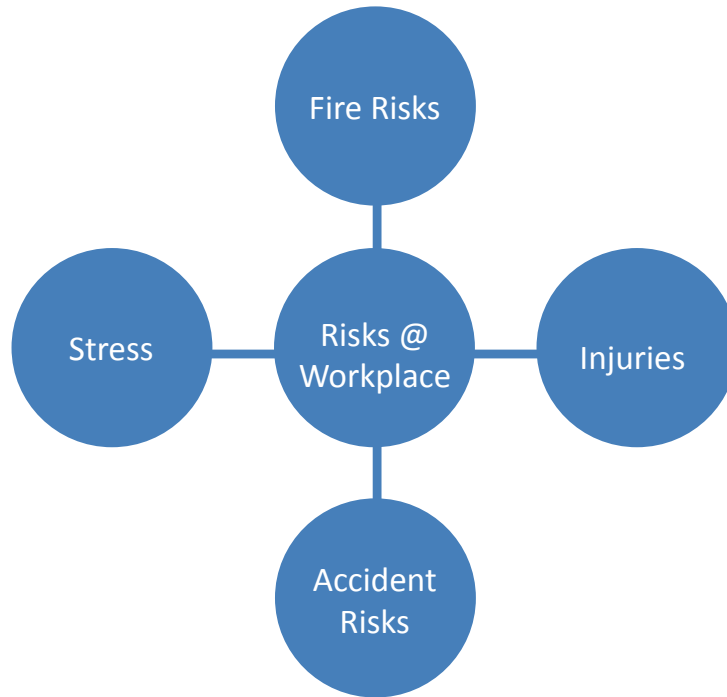 Fire Risks
Stress
Risks @
Workplace
Injuries
Accident
Risks